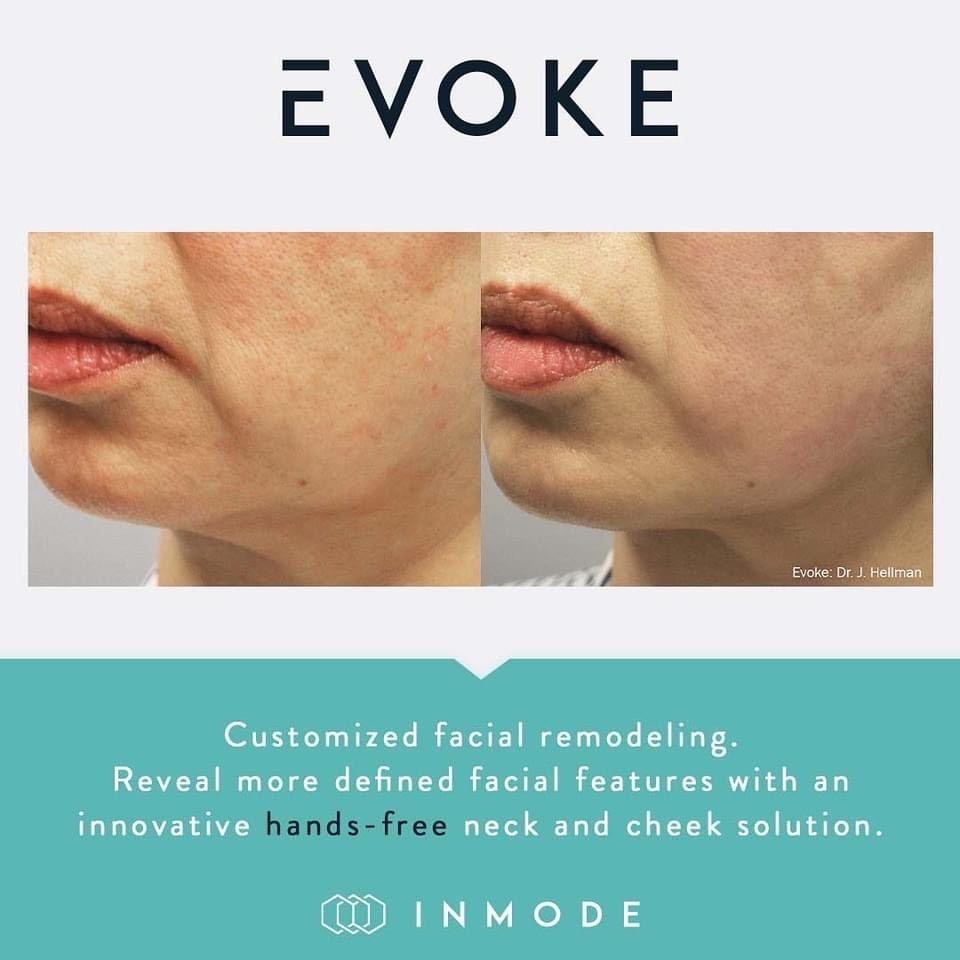 EVOKE
Evoke: Dr. J. Hellman
Customized facial remodeling.
Reveal more defined facial features with an
innovative hands-free neck and cheek solution.
INMODE